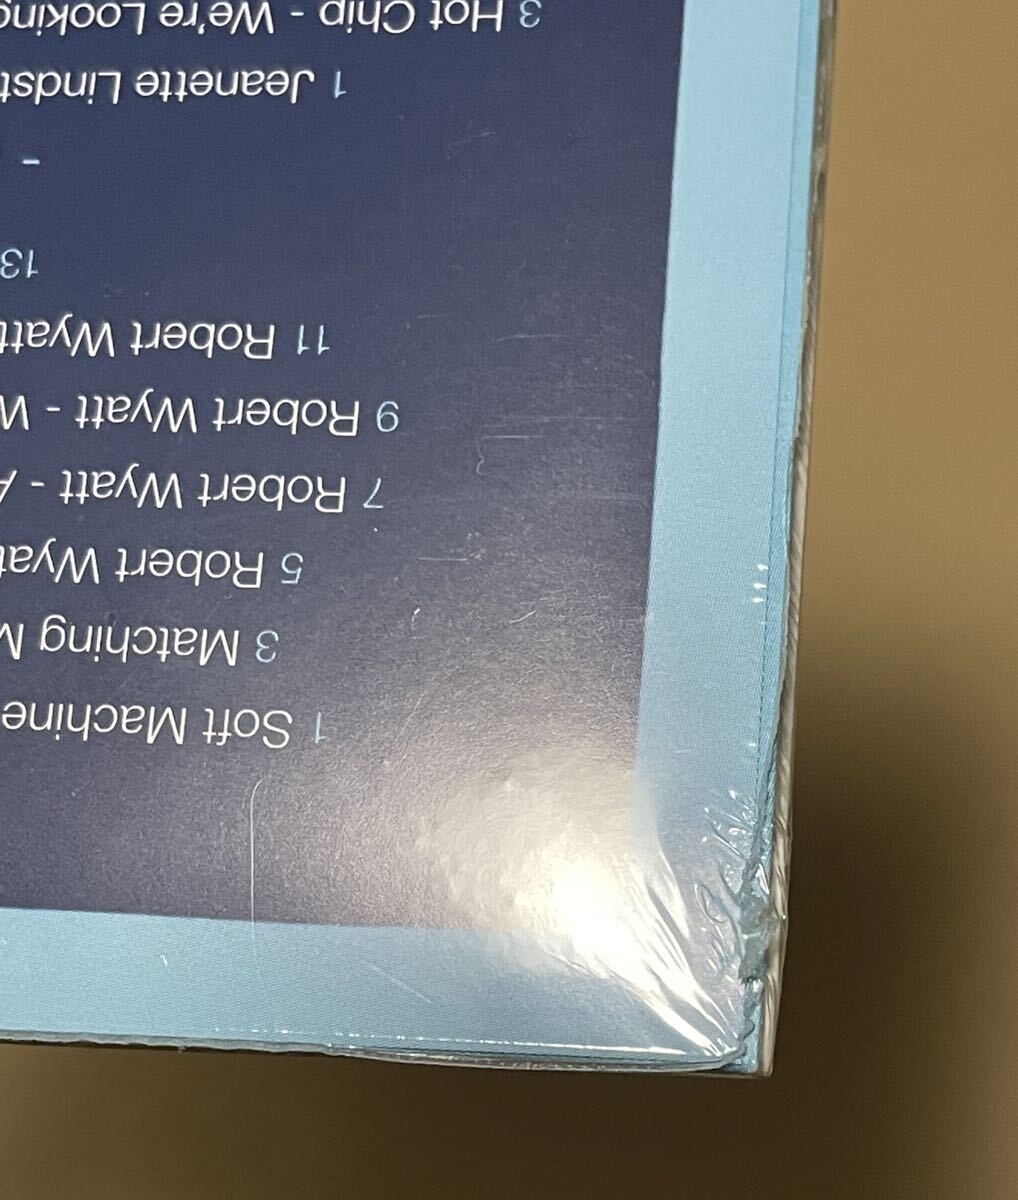 1 Soft Machine
3 Matching M
5 Robert Wyat
7 Robert Wyatt - A
9 Robert Wyatt - W
11 Robert Wyatt
13
-
1 Jeanette Lindst
3 Hot Chip - We're Looking